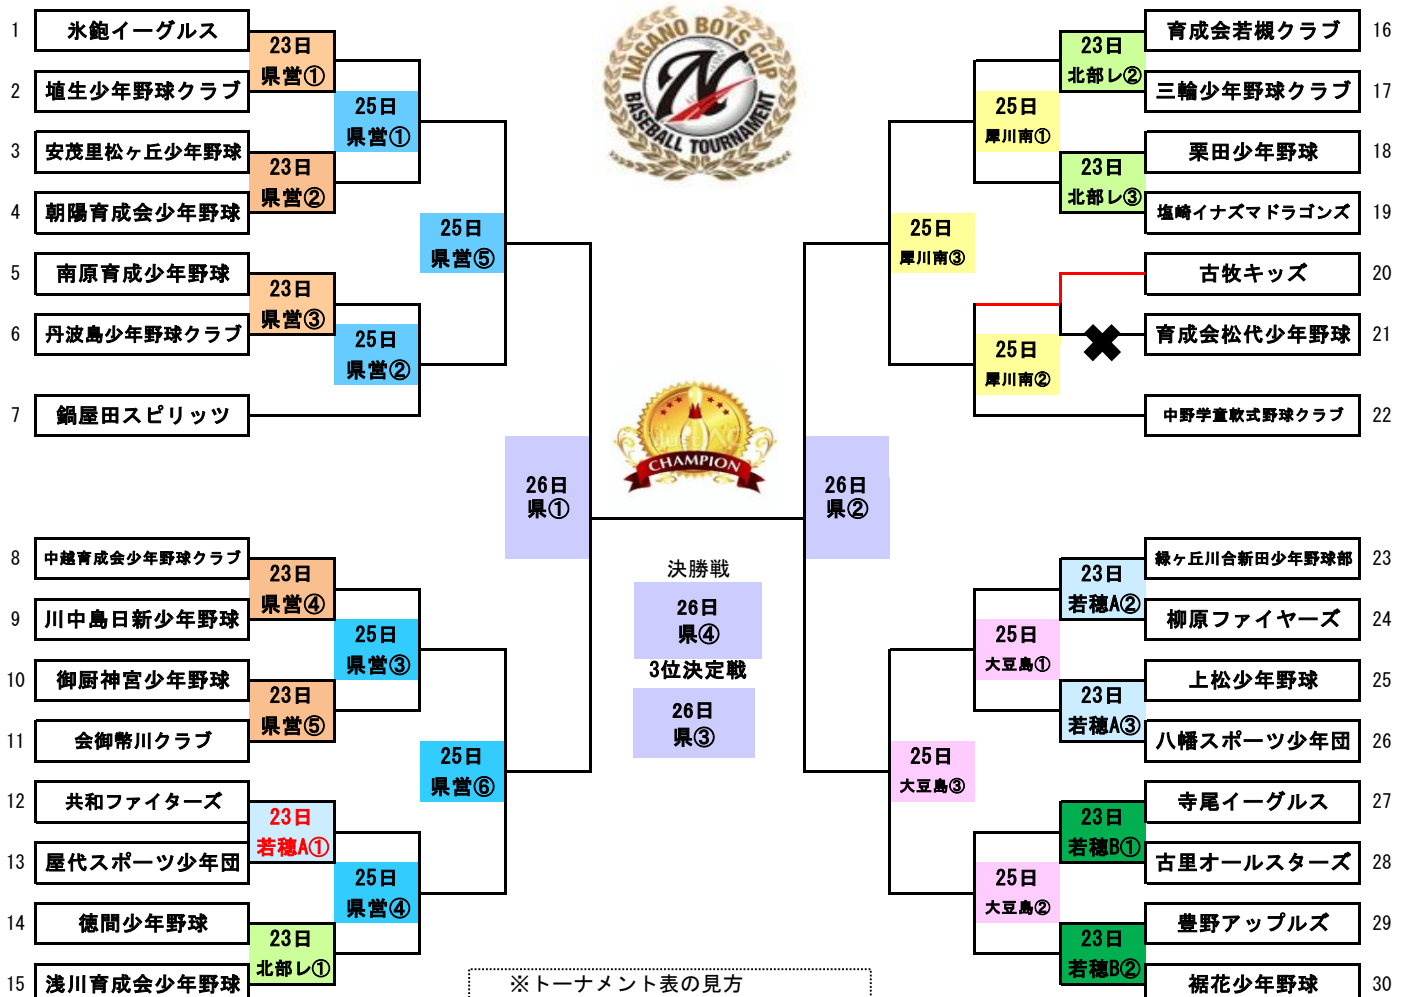 1 氷鉋イーグルス
2 埴生少年野球クラブ
23日
県営①
3 安茂里松ヶ丘少年野球
4 朝陽育成会少年野球
23日
県営②
25日
県営①
5 南原育成少年野球
6 丹波島少年野球クラブ
23日
県営③
7 鍋屋田スピリッツ
25日
県営②
25日
県営⑤
8 中越育成会少年野球クラブ
9 川中島日新少年野球
23日
県営④
10 御厨神宮少年野球
11 会御幣川クラブ
23日
県営⑤
25日
県営③
12 共和ファイターズ
13 屋代スポーツ少年団
23日
若穂A①
14 徳間少年野球
15 浅川育成会少年野球
23日
北部レ①
25日
県営④
25日
県営⑥
26日
県①
NAGANO BOYS CUP
N
BASEBALL TOURNAMENT
CHAMPION
決勝戦
26日
県④
3位決定戦
26日
県③
※トーナメント表の見方
26日
県②
育成会若槻クラブ 16
三輪少年野球クラブ 17
23日
北部レ②
栗田少年野球 18
塩崎イナズマドラゴンズ 19
23日
北部レ③
25日
犀川南①
古牧キッズ 20
育成会松代少年野球 21
中野学童軟式野球クラブ 22
25日
犀川南②
25日
犀川南③
緑ヶ丘川合新田少年野球部 23
柳原ファイヤーズ 24
23日
若穂A②
上松少年野球 25
八幡スポーツ少年団 26
23日
若穂A③
25日
大豆島①
寺尾イーグルス 27
古里オールスターズ 28
23日
若穂B①
豊野アップルズ 29
裾花少年野球 30
23日
若穂B②
25日
大豆島②
25日
大豆島③